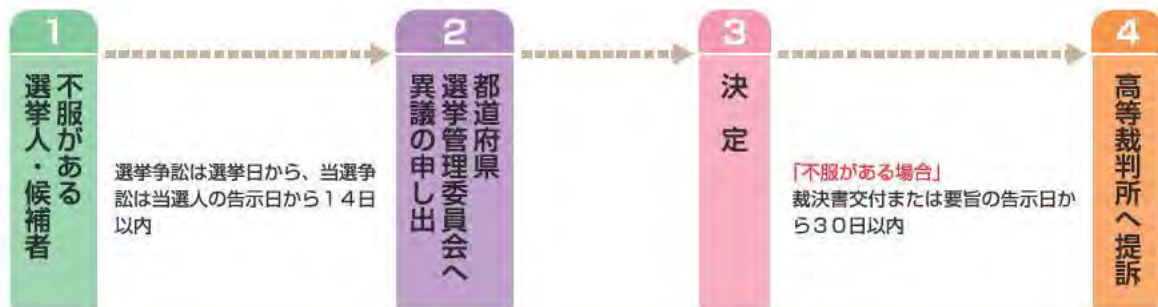 1
不服がある
選挙人・候補者
選挙争訟は選挙日から、当選争
訟は当選人の告示日から14日
以内
2
都道府県
選挙管理委員会へ
異議の申し出
3
決定
「不服がある場合」
裁決書交付または要旨の告示日か
ら30日以内
4
高等裁判所へ提訴